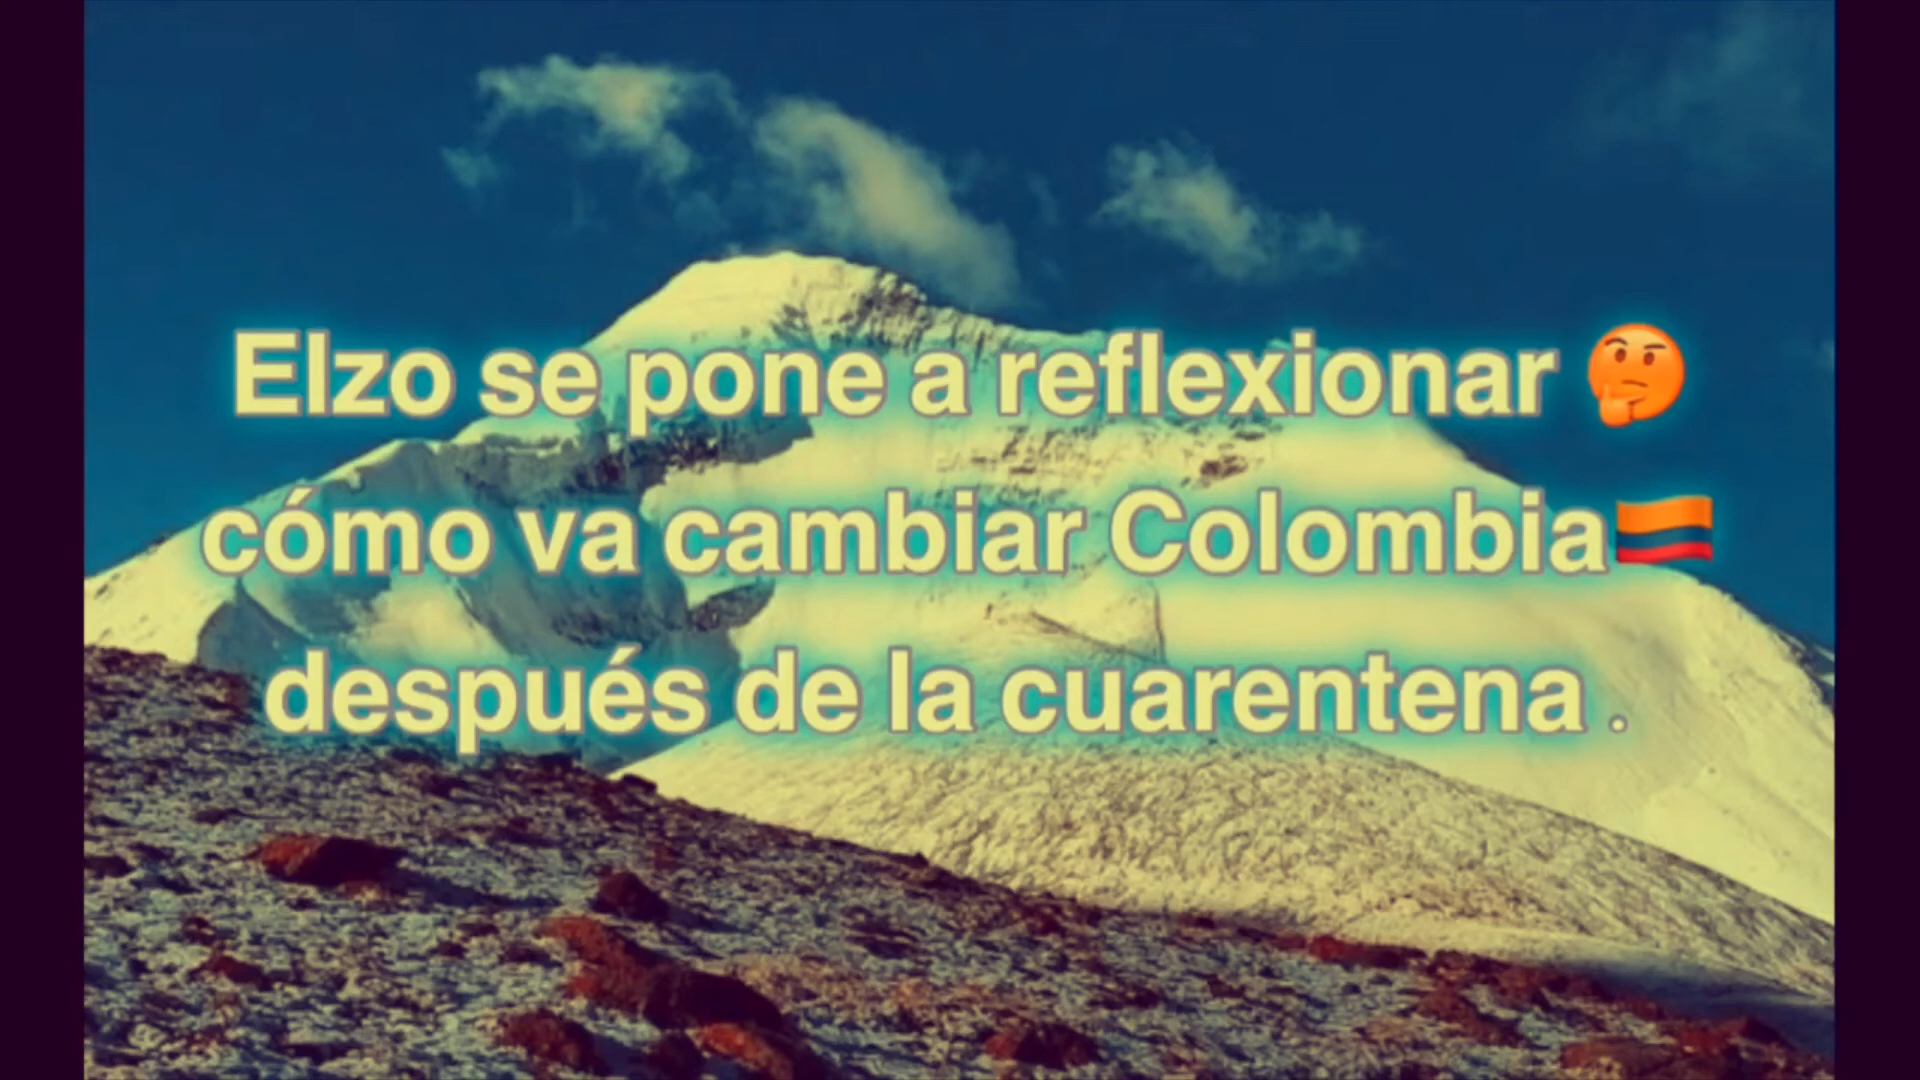 Elzo se pone a reflexionar 🤔
cómo va cambiar Colombia🇨🇴
después de la cuarentena .